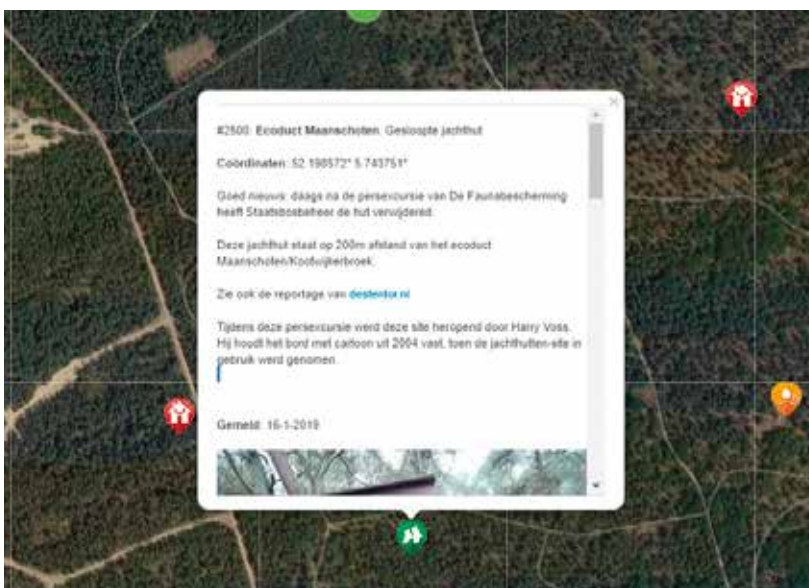 #2500: Ecoduct Maanschoten. Gesloopte jachthut
Coördinaten: 52.198572° 5.743751°
Goed nieuws: daags na de persexcursie van De Faunabescherming
heeft Staatsbosbeheer de hut verwijderd.
Deze jachthut staat op 200m afstand van het ecoduct
Maanschoten/Kootwijkerbroek.
Zie ook de reportage van destentor.nl
Tijdens deze persexcursie werd deze site heropend door Harry Voss.
Hij houdt het bord met cartoon uit 2004 vast, toen de jachthutten-site in
gebruik werd genomen.
Gemeld: 16-1-2019